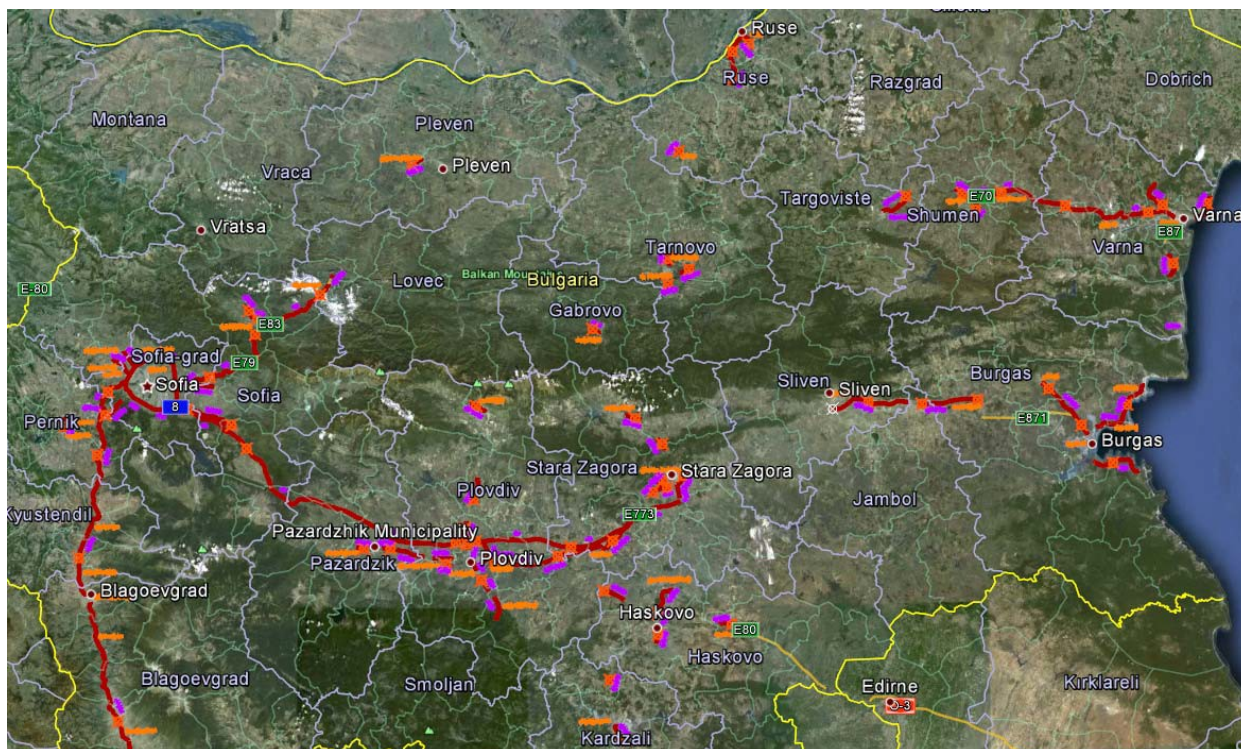 Ruse
Ruse
Razgrad
Dobrich
Montana
Pleven
Vraca
Pleven
Targoviste
E70
Shumen
Varna
E87
Varna
Vratsa
Tarnovo
E-80
Lovec
Balkan
Bulgaria
Gabrovo
E83
Sofia-grad
E79
Sofia
Sofia
8
Sliven
Sliven
Burgas
Pernik
E871
Burgas
Stara Zagora
Stara Zagora
Plovdiv
Jambol
Kyustendil
E773
Pazardzhik Municipality
Pazardzik
Plovdiv
Blagoevgrad
Haskovo
E80
Haskovo
Blagoevgrad
Smoljan
Edirne
Kırklareli
Kardzali